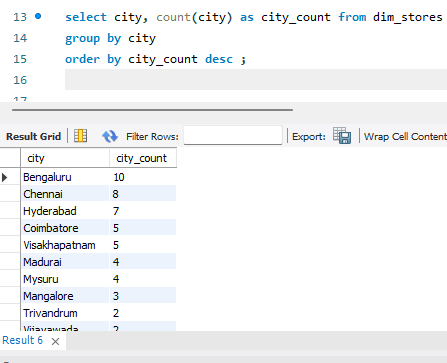 13 select city, count(city) as city_count from dim_stores
14 group by city
15 order by city_count desc ;
16
17
Result Grid Filter Rows: Export: Wrap Cell Content
city city_count
Bengaluru 10
Chennai 8
Hyderabad 7
Coimbatore 5
Visakhapatnam 5
Madurai 4
Mysuru 4
Mangalore 3
Trivandrum 2
Vijayawada 2
Result 6 ×